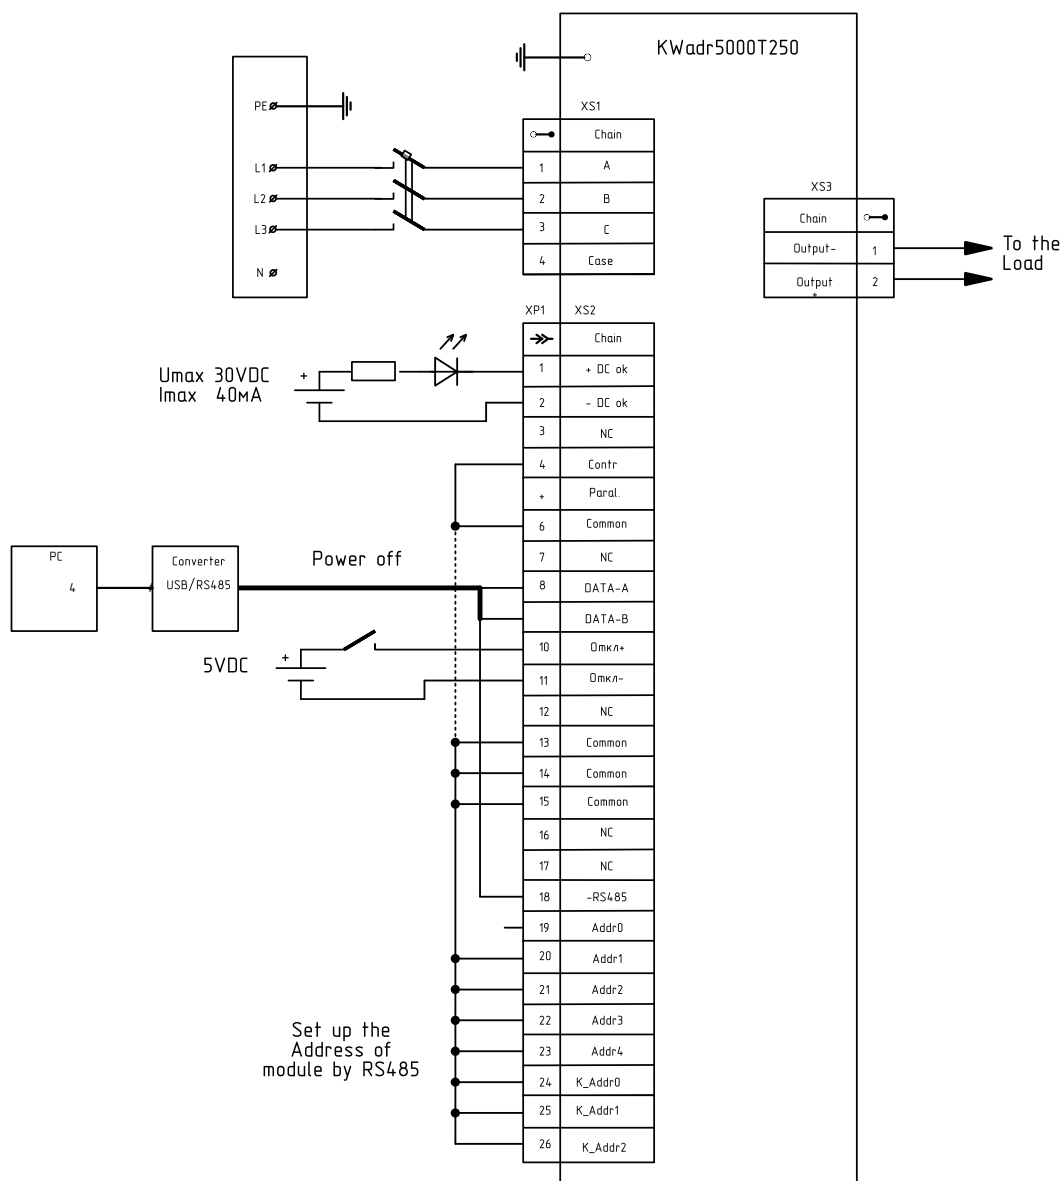 KWadr5000T250
PE
L1
L2
L3
N
XS1
Chain
1 A
2 B
3 C
4 Case
XS3
Chain
Output- 1
Output 2
+
To the
Load
XP1 XS2
Chain
1 + DC ok
2 - DC ok
3 NC
4 Contr
+ Paral.
6 Common
7 NC
8 DATA-A
DATA-B
10 Откл+
11 Откл-
12 NC
13 Common
14 Common
15 Common
16 NC
17 NC
18 -RS485
19 Addr0
20 Addr1
21 Addr2
22 Addr3
23 Addr4
24 K_Addr0
25 K_Addr1
26 K_Addr2
+
Umax 30VDC
Imax 40мА
PC
4
Converter
USB/RS485
Power off
+
5VDC
Set up the
Address of
module by RS485